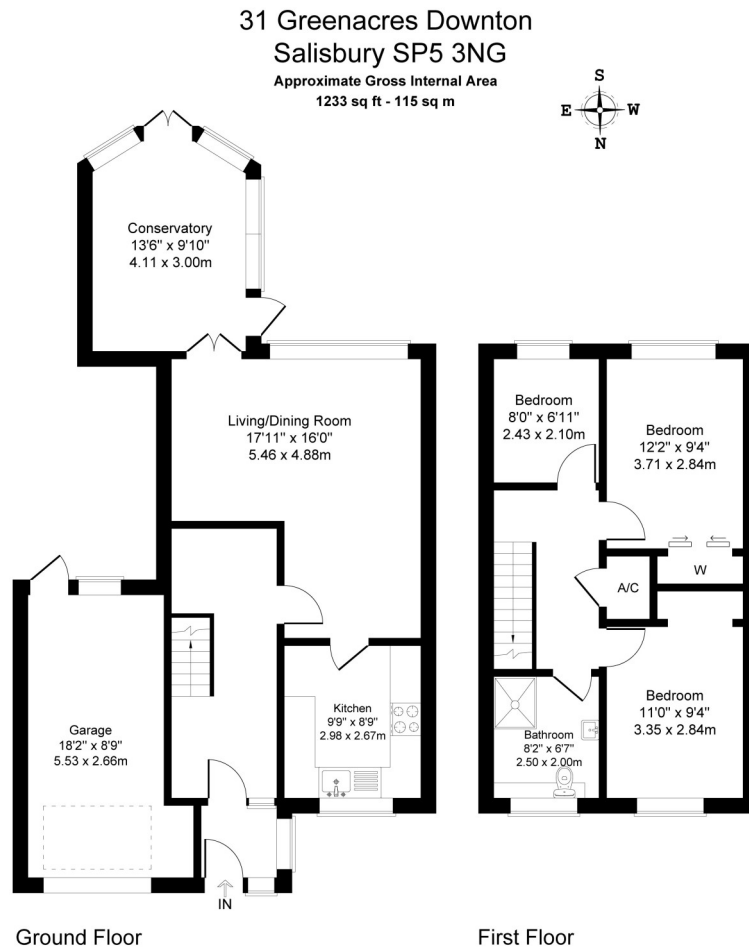 31 Greenacres Downton
Salisbury SP5 3NG
Approximate Gross Internal Area
1233 sq ft - 115 sq m
S
E W
N
Conservatory
13'6" x 9'10"
4.11 x 3.00m
Living/Dining Room
17'11" x 16'0"
5.46 x 4.88m
Garage
18'2" x 8'9"
5.53 x 2.66m
Kitchen
9'9" x 8'9"
2.98 x 2.67m
IN
Ground Floor
Bedroom
8'0" x 6'11"
2.43 x 2.10m
Bedroom
12'2" x 9'4"
3.71 x 2.84m
W
A/C
Bedroom
11'0" x 9'4"
3.35 x 2.84m
Bathroom
8'2" x 6'7"
2.50 x 2.00m
First Floor